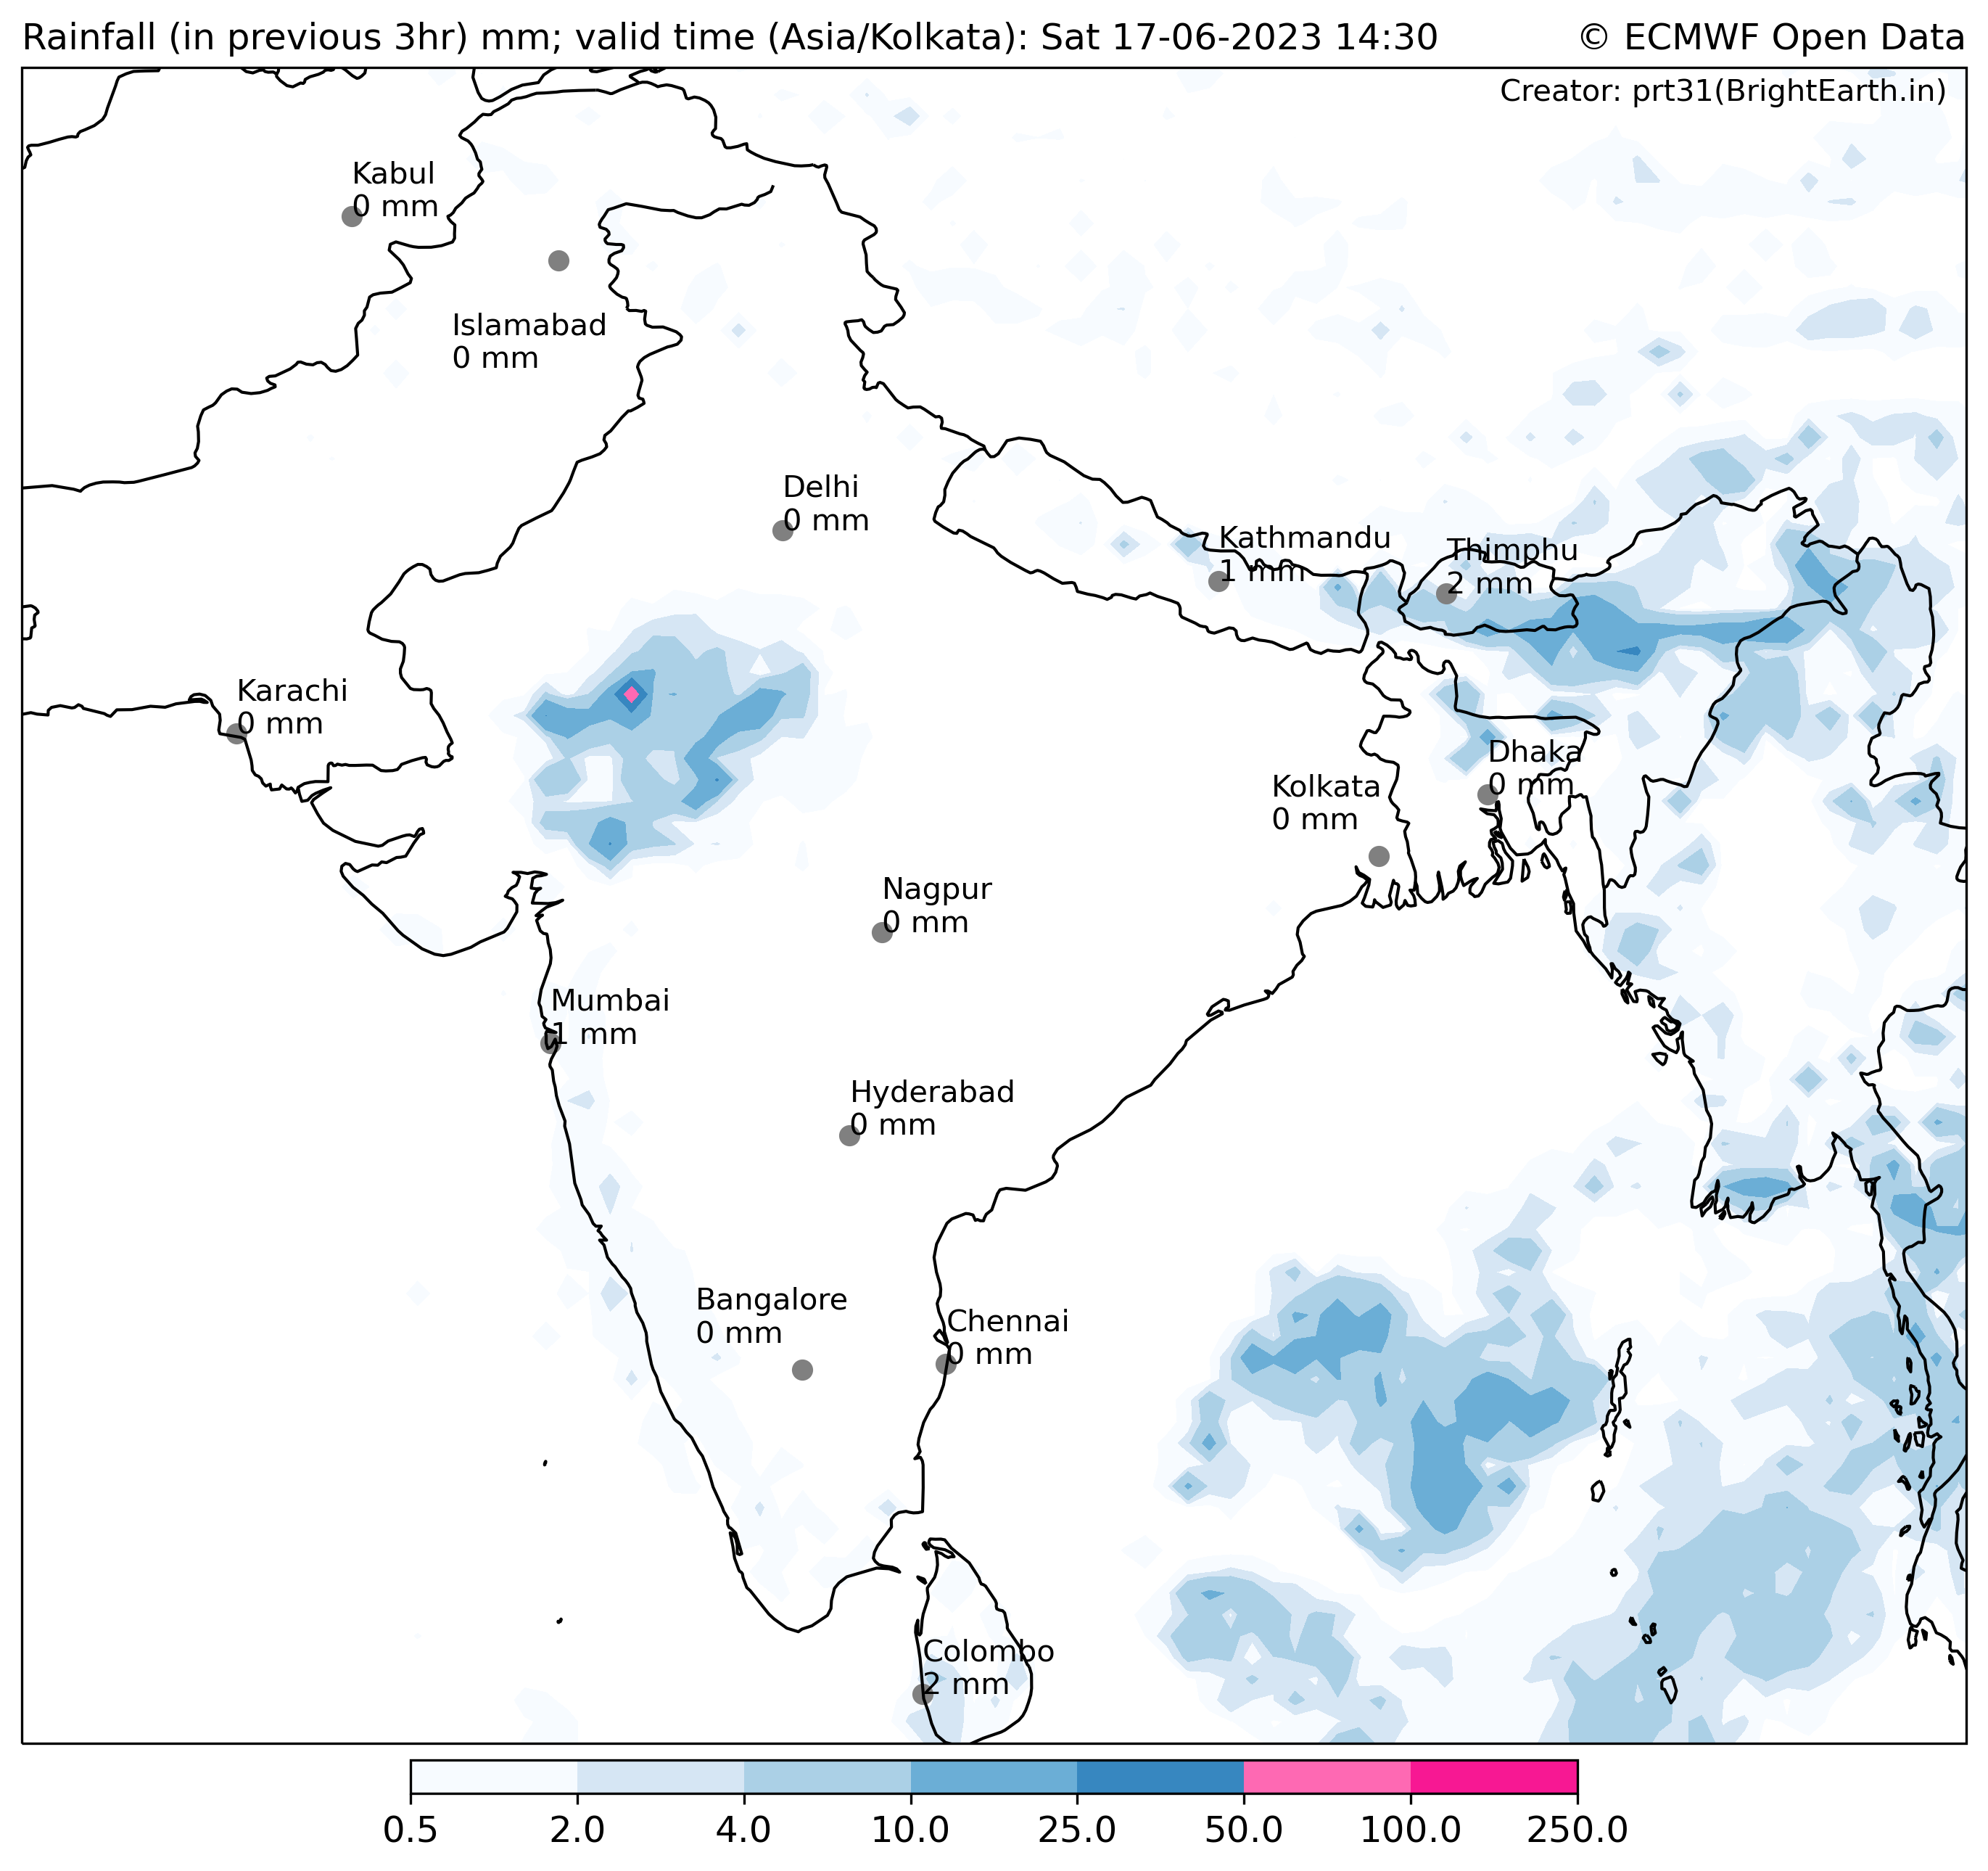 Rainfall (in previous 3hr) mm; valid time (Asia/Kolkata): Sat 17-06-2023 14:30
© ECMWF Open Data
Creator: prt31(BrightEarth.in)
Kabul
0 mm
Islamabad
0 mm
Delhi
0 mm
Kathmandu
1 mm
Thimphu
2 mm
Karachi
0 mm
Dhaka
0 mm
Kolkata
0 mm
Nagpur
0 mm
Mumbai
1 mm
Hyderabad
0 mm
Bangalore
0 mm
Chennai
0 mm
Colombo
2 mm
0.5 2.0 4.0 10.0 25.0 50.0 100.0 250.0